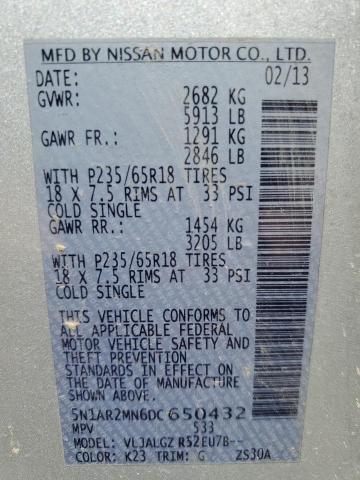 MFD BY NISSAN MOTOR CO., LTD.
DATE: 02/13
GVWR: 2682 KG
5913 LB
GAWR FR.: 1291 KG
2846 LB
WITH P235/65R18 TIRES
18 X 7.5 RIMS AT 33 PSI
COLD SINGLE
GAWR RR.: 1454 KG
3205 LB
WITH P235/65R18 TIRES
18 X 7.5 RIMS AT 33 PSI
COLD SINGLE
THIS VEHICLE CONFORMS TO
ALL APPLICABLE FEDERAL
MOTOR VEHICLE SAFETY AND
THEFT PREVENTION
STANDARDS IN EFFECT ON
THE DATE OF MANUFACTURE
SHOWN ABOVE.
5N1AR2MN6DC650432
MPV 533
MODEL: VLJALGZ R52EU7B--
COLOR: K23 TRIM: G ZS30A